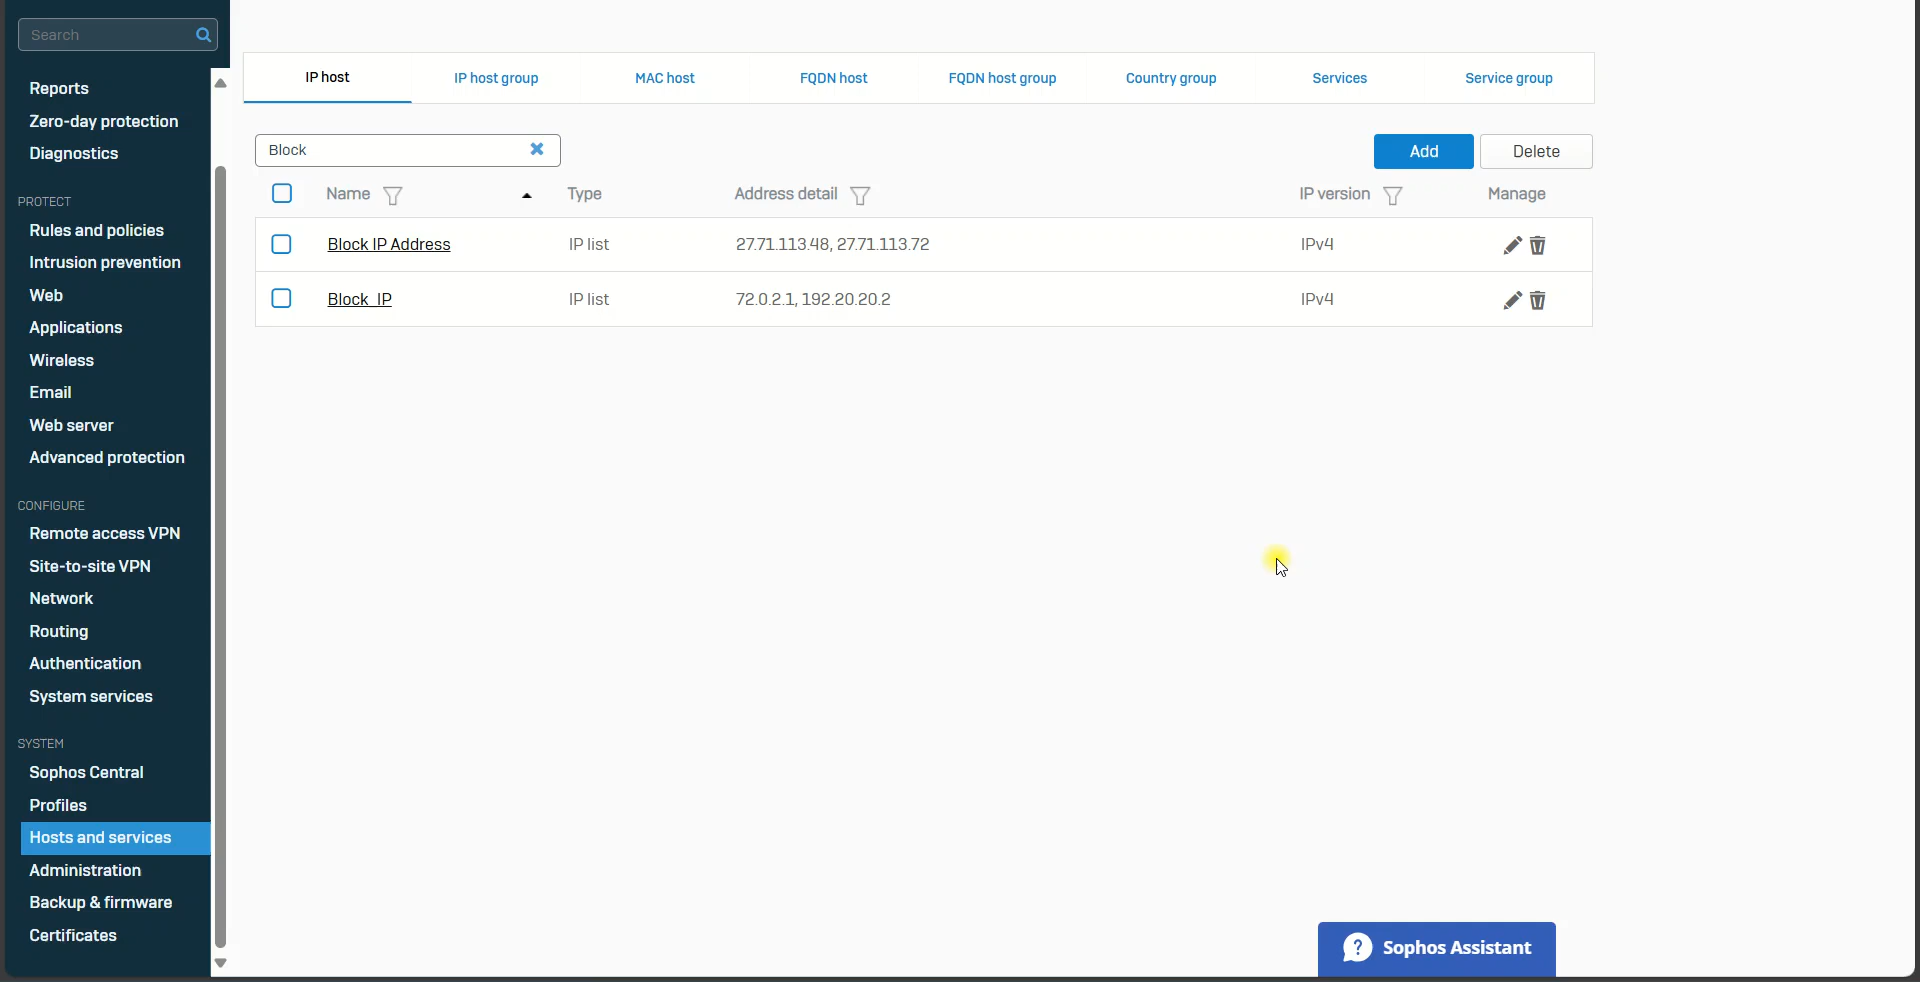 Search
Reports
Zero-day protection
Diagnostics
PROTECT
Rules and policies
Intrusion prevention
Web
Applications
Wireless
Email
Web server
Advanced protection
CONFIGURE
Remote access VPN
Site-to-site VPN
Network
Routing
Authentication
System services
SYSTEM
Sophos Central
Profiles
Hosts and services
Administration
Backup & firmware
Certificates
IP host IP host group MAC host FQDN host FQDN host group Country group Services Service group
Block
Add Delete
Name Type Address detail IP version Manage
Block IP Address IP list 27.71.113.48, 27.71.113.72 IPv4
Block_IP IP list 72.0.2.1, 192.20.20.2 IPv4
? Sophos Assistant